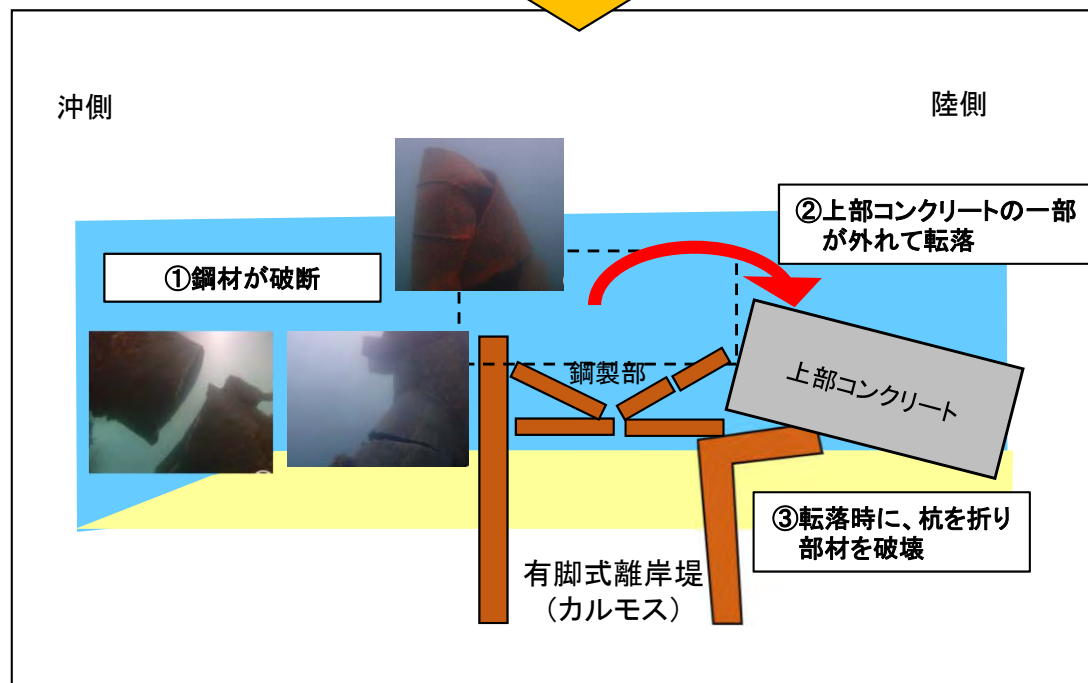 沖側
陸側
②上部コンクリートの一部
が外れて転落
①鋼材が破断
鋼製部
上部コンクリート
③転落時に、杭を折り
部材を破壊
有脚式離岸堤
（カルモス）